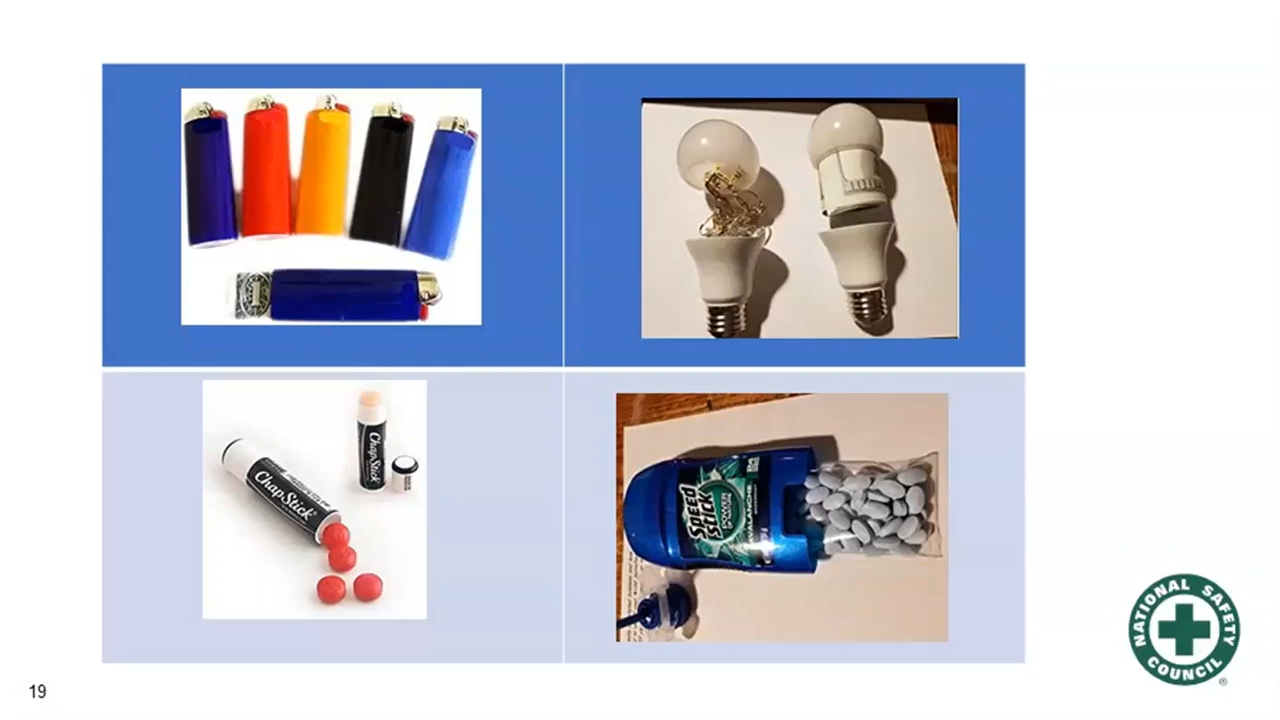 ChapStick
ChapStick
SPEED
STICK
POWER
AVALANCHE
19
NATIONAL SAFETY
COUNCIL
®